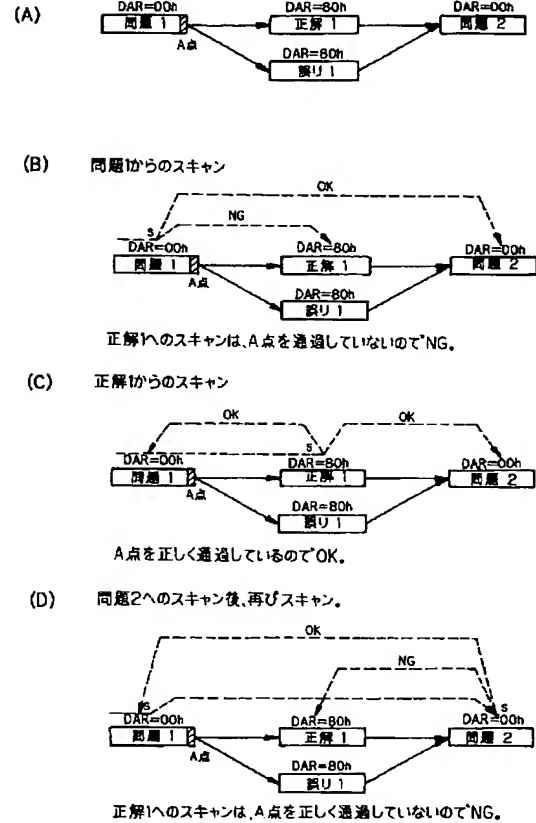 (A)
DAR=00h DAR=80h DAR=00h
問題 1 正解 1 問題 2
A点
DAR=80h
誤り 1
(B) 問題1からのスキャン
OK
NG
S
DAR=00h DAR=80h DAR=00h
問題 1 正解 1 問題 2
A点
DAR=80h
誤り 1
正解1へのスキャンは、A点を通過していないのでNG。
(C) 正解1からのスキャン
OK OK
S
DAR=00h DAR=80h DAR=00h
問題 1 正解 1 問題 2
A点
DAR=80h
誤り 1
A点を正しく通過しているのでOK。
(D) 問題2へのスキャン後、再びスキャン。
OK
NG
S S
DAR=00h DAR=80h DAR=00h
問題 1 正解 1 問題 2
A点
DAR=80h
誤り 1
正解1へのスキャンは、A点を正しく通過していないのでNG。